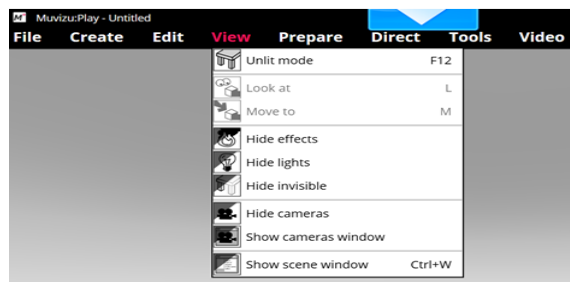 Muvizu:Play - Untitled
File Create Edit View Prepare Direct Tools Video
Unlit mode F12
Look at L
Move to M
Hide effects
Hide lights
Hide invisible
Hide cameras
Show cameras window
Show scene window Ctrl+W